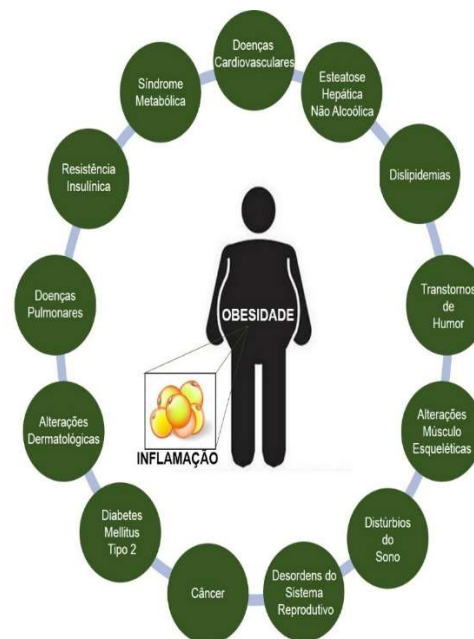 Doenças
Cardiovasculares
Esteatose
Hepática
Não Alcoólica
Dislipidemias
Transtornos
de
Humor
Alterações
Músculo
Esqueléticas
Distúrbios
do
Sono
Desordens do
Sistema
Reprodutivo
Câncer
Diabetes
Mellitus
Tipo 2
Alterações
Dermatológicas
Doenças
Pulmonares
Resistência
Insulínica
Síndrome
Metabólica
OBESIDADE
INFLAMAÇÃO